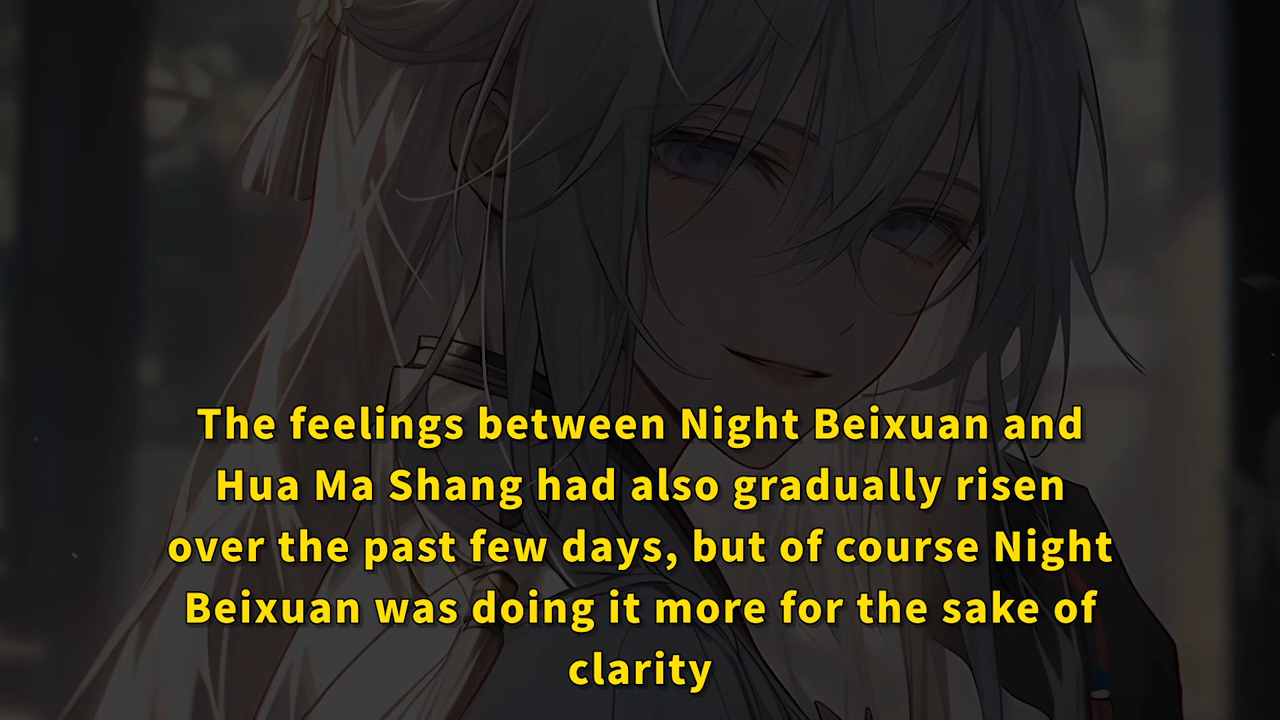 The feelings between Night Beixuan and
Hua Ma Shang had also gradually risen
over the past few days, but of course Night
Beixuan was doing it more for the sake of
clarity